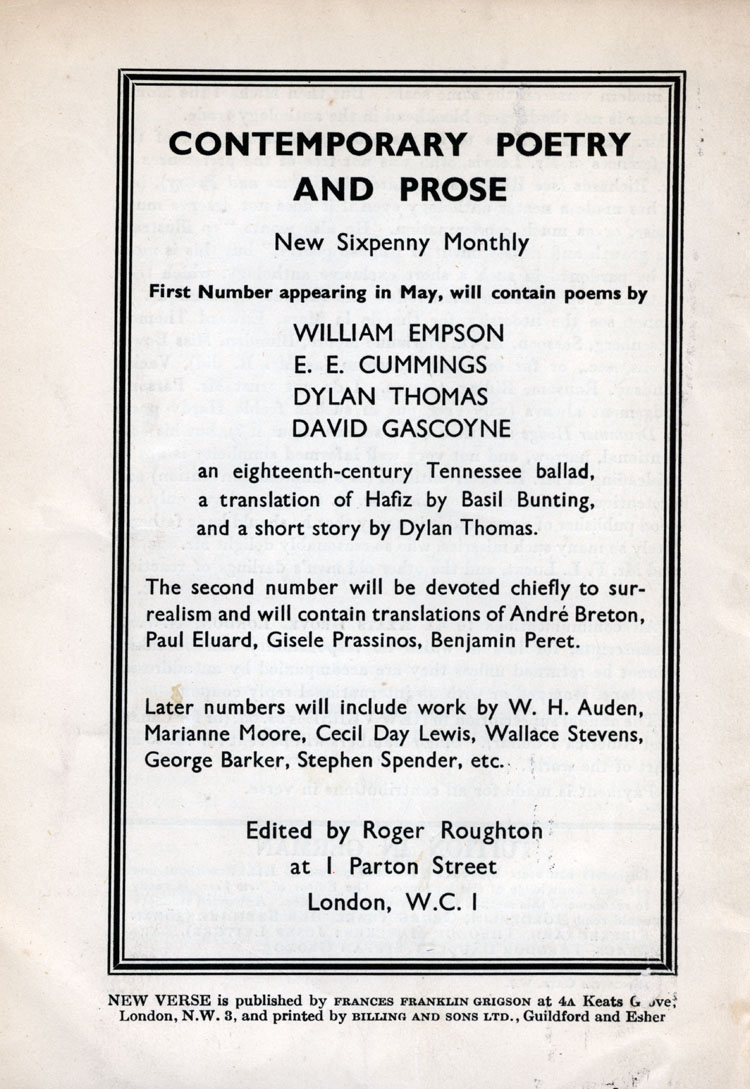 CONTEMPORARY POETRY
AND PROSE
New Sixpenny Monthly
First Number appearing in May, will contain poems by
WILLIAM EMPSON
E. E. CUMMINGS
DYLAN THOMAS
DAVID GASCOYNE
an eighteenth-century Tennessee ballad,
a translation of Hafiz by Basil Bunting,
and a short story by Dylan Thomas.
The second number will be devoted chiefly to sur-
realism and will contain translations of André Breton,
Paul Eluard, Gisele Prassinos, Benjamin Peret.
Later numbers will include work by W. H. Auden,
Marianne Moore, Cecil Day Lewis, Wallace Stevens,
George Barker, Stephen Spender, etc.
Edited by Roger Roughton
at 1 Parton Street
London, W.C. 1
NEW VERSE is published by FRANCES FRANKLIN GRIGSON at 4A Keats
London, N.W. 3, and printed by BILLING AND SONS LTD., Guildford and Esher